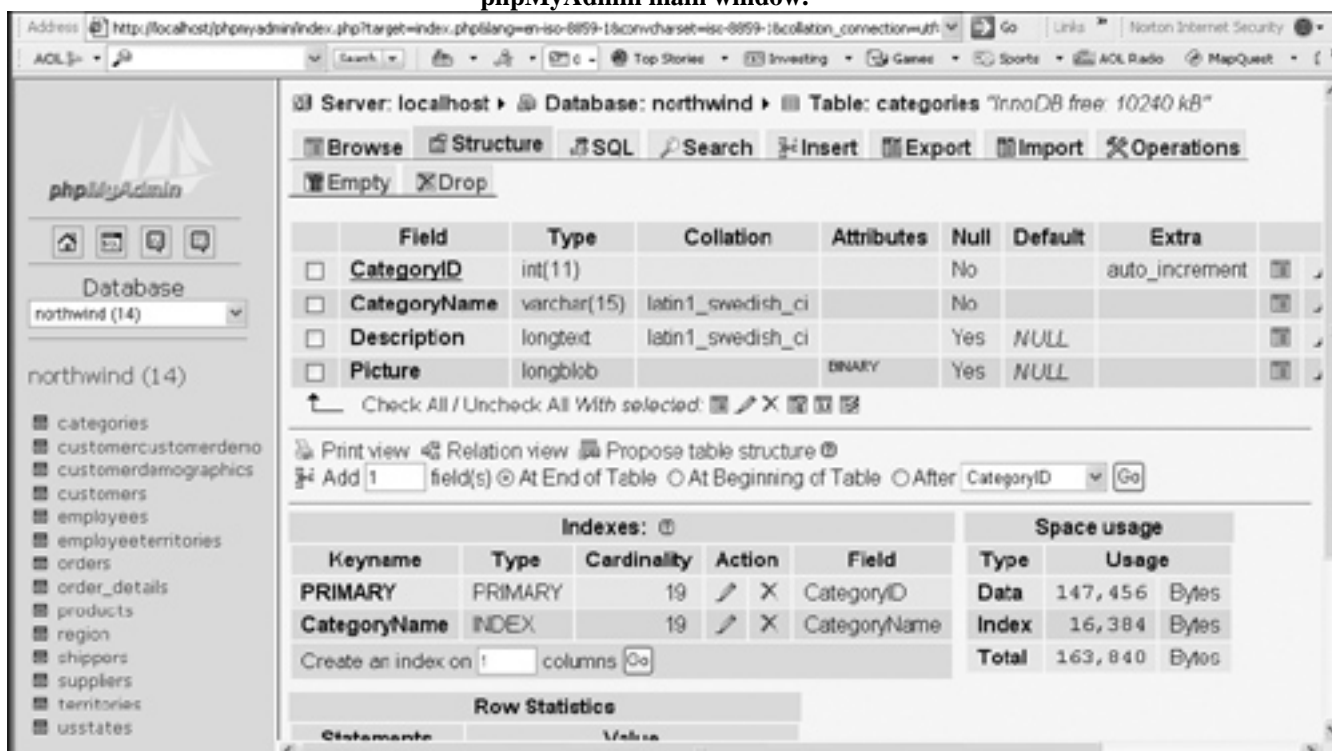 phpMyAdmin main window.
Address http://localhost/phpmyadmin/index.php?target=index.php&lang=en-iso-8859-1&convcharset=iso-8859-1&collation_connection=utf Go Links » Norton Internet Security
AOL Search Top Stories Investing Games Sports AOL Radio MapQuest
Server: localhost Database: northwind Table: categories "InnoDB free: 10240 kB"
Browse Structure SQL Search Insert Export Import Operations
Empty Drop
phpMyAdmin
Database
northwind (14)
northwind (14)
categories
customercustomerdemo
customerdemographics
customers
employees
employeeterritories
orders
order_details
products
region
shippers
suppliers
territories
usstates
Field Type Collation Attributes Null Default Extra
CategoryID int(11) No auto_increment
CategoryName varchar(15) latin1_swedish_ci No
Description longtext latin1_swedish_ci Yes NULL
Picture longblob BINARY Yes NULL
Check All / Uncheck All With selected:
Print view Relation view Propose table structure
Add 1 field(s) At End of Table At Beginning of Table After CategoryID Go
Indexes:
Keyname Type Cardinality Action Field
PRIMARY PRIMARY 19 CategoryID
CategoryName INDEX 19 CategoryName
Create an index on 1 columns Go
Space usage
Type Usage
Data 147,456 Bytes
Index 16,384 Bytes
Total 163,840 Bytes
Row Statistics
Statements Value